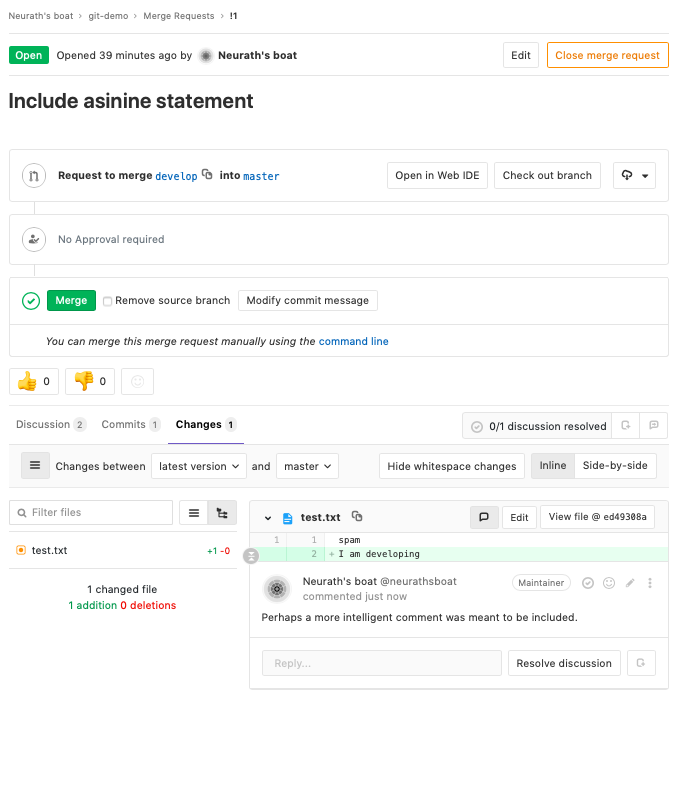 Neurath's boat › git-demo › Merge Requests › !1
Open Opened 39 minutes ago by Neurath's boat Edit Close merge request
Include asinine statement
Request to merge develop into master Open in Web IDE Check out branch
No Approval required
Merge Remove source branch Modify commit message
You can merge this merge request manually using the command line
👍 0 👎 0
Discussion 2 Commits 1 Changes 1 0/1 discussion resolved
Changes between latest version and master Hide whitespace changes Inline Side-by-side
Filter files
test.txt +1 -0
1 changed file
1 addition 0 deletions
test.txt Edit View file @ ed49308a
1 1 spam
2 + I am developing
Neurath's boat @neurathsboat Maintainer
commented just now
Perhaps a more intelligent comment was meant to be included.
Reply... Resolve discussion